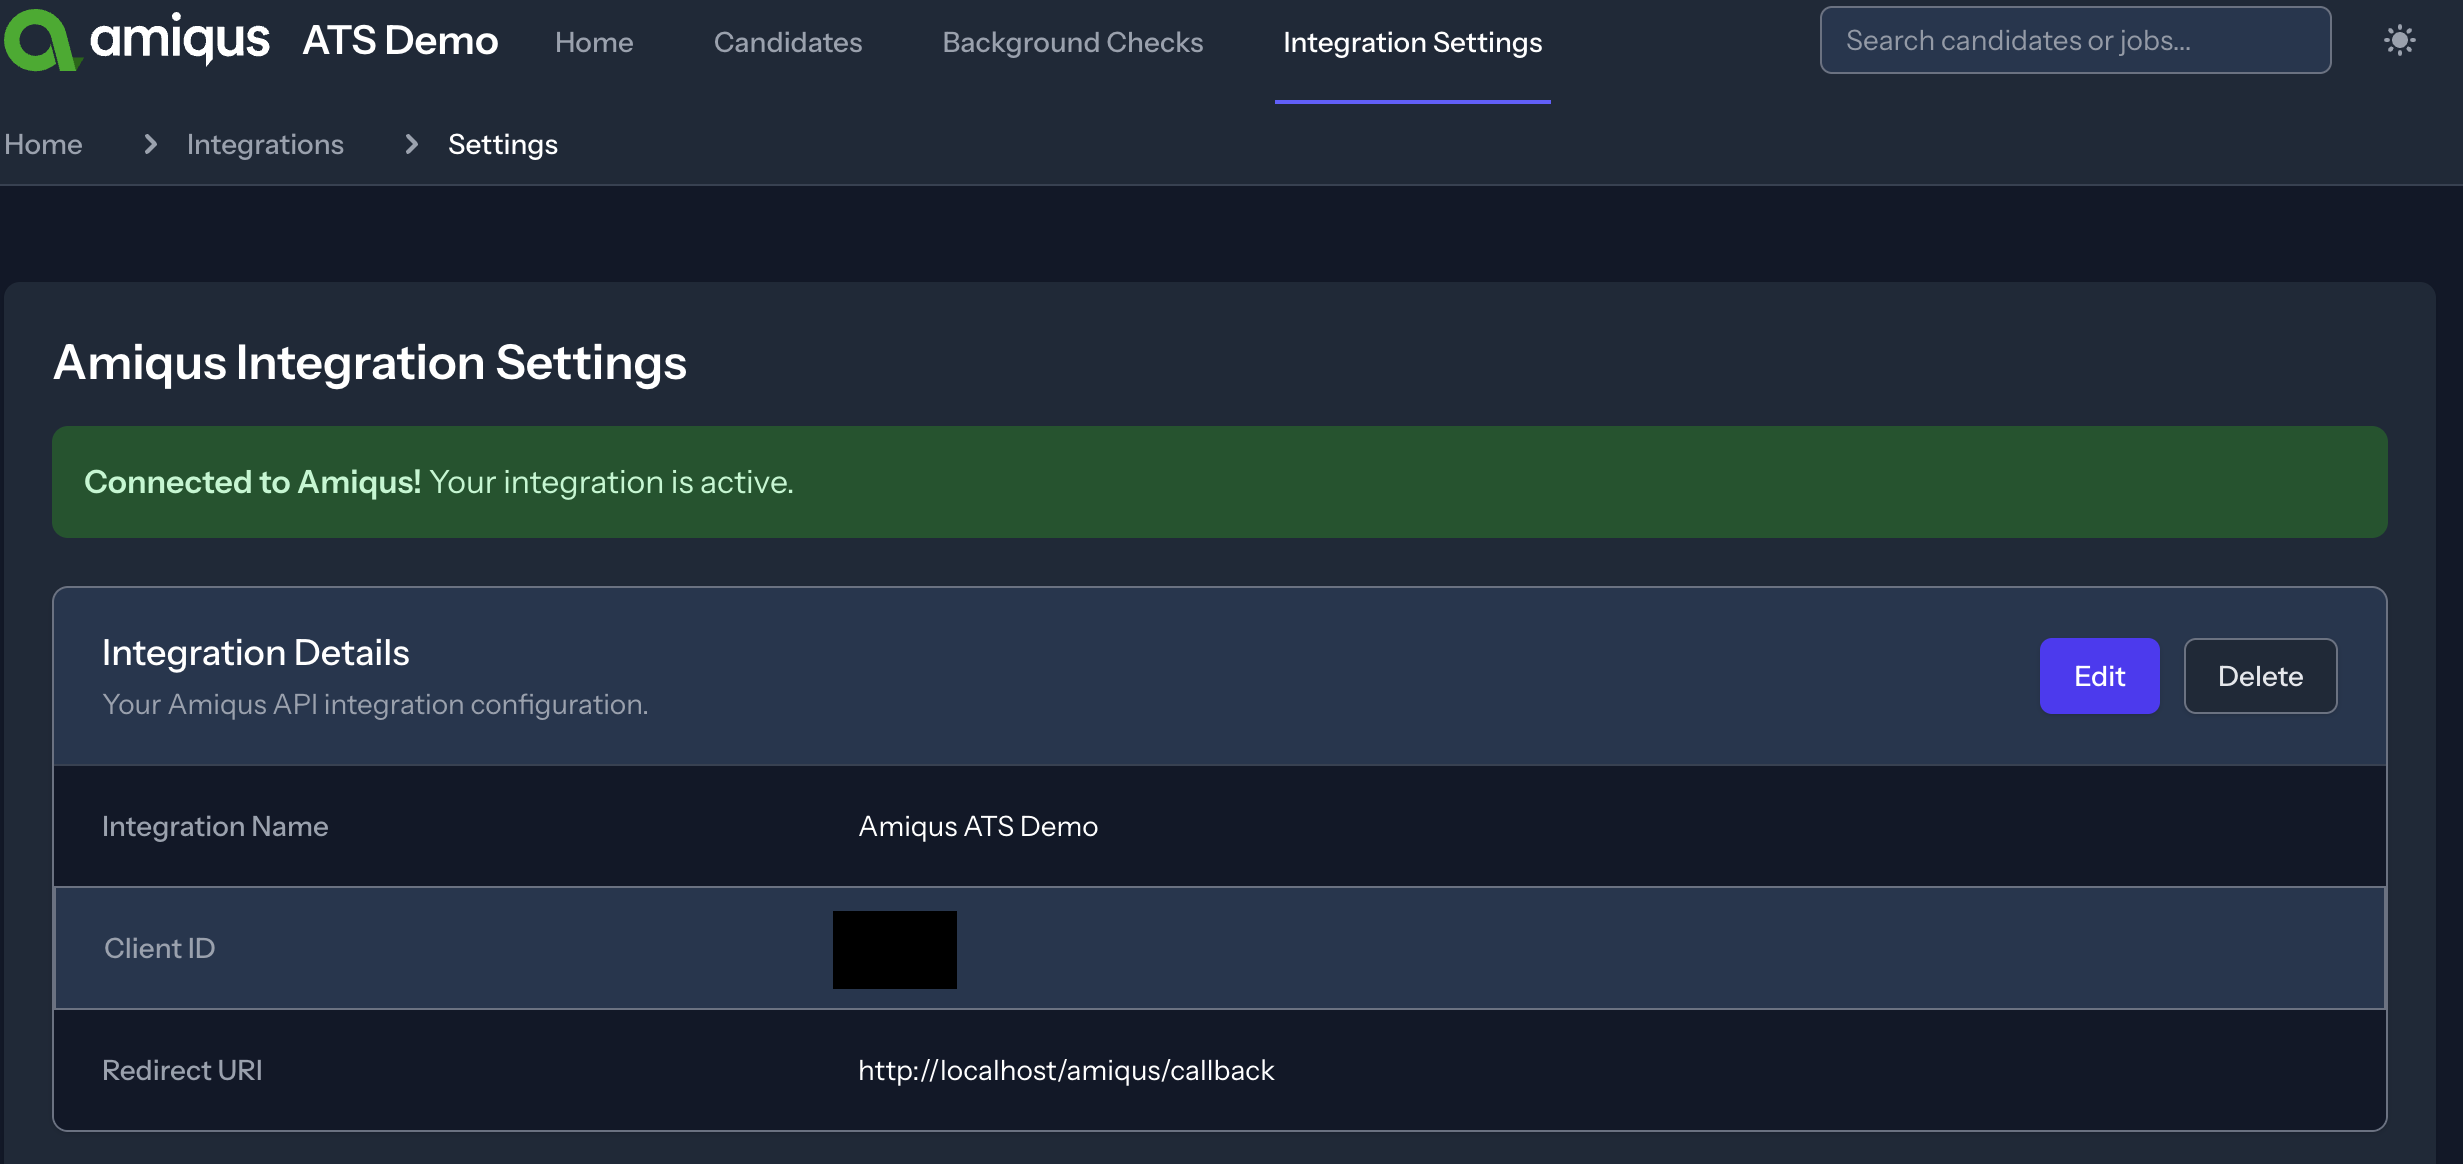 amiqus ATS Demo Home Candidates Background Checks Integration Settings Search candidates or jobs...
Home Integrations Settings
Amiqus Integration Settings
Connected to Amiqus! Your integration is active.
Integration Details
Your Amiqus API integration configuration.
Edit Delete
Integration Name Amiqus ATS Demo
Client ID
Redirect URI http://localhost/amiqus/callback